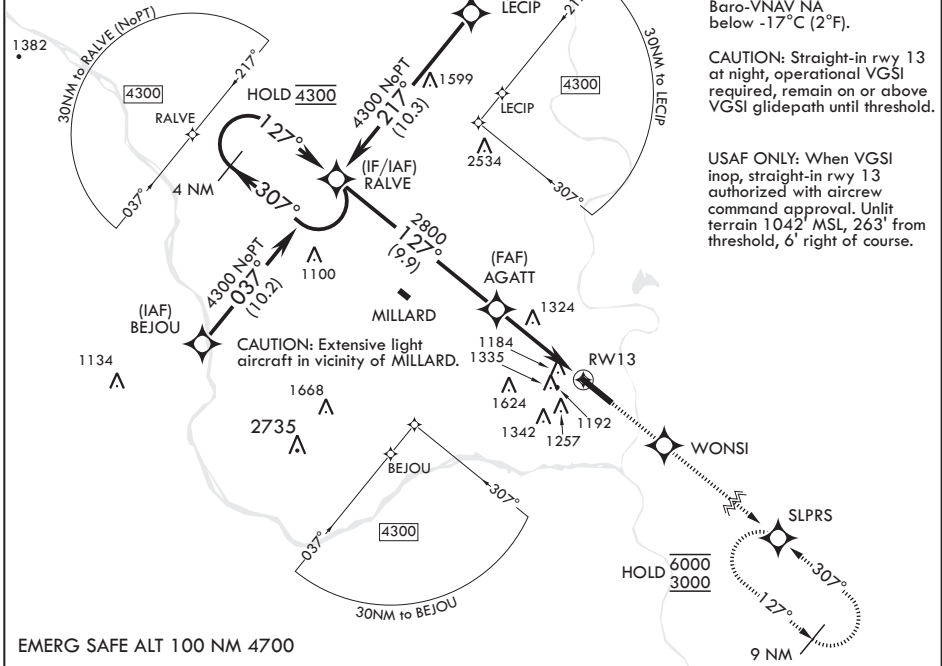 LECIP
Baro-VNAV NA
below -17°C (2°F).
CAUTION: Straight-in rwy 13
at night, operational VGSI
required, remain on or above
VGSI glidepath until threshold.
USAF ONLY: When VGSI
inop, straight-in rwy 13
authorized with aircrew
command approval. Unlit
terrain 1042' MSL, 263' from
threshold, 6' right of course.
1382
30NM to RALVE (NoPT)
217°
4300
RALVE
037°
HOLD 4300
127°
307°
4 NM
4300 NoPT
217°
(10.3)
1599
(IF/IAF)
RALVE
217°
30NM to LECIP
4300
LECIP
2534
307°
2800
127°
(9.9)
1100
4300 NoPT
037°
(10.2)
MILLARD
(FAF)
AGATT
1324
(IAF)
BEJOU
CAUTION: Extensive light
aircraft in vicinity of MILLARD.
1134
1184
1335
RW13
1668
1624
1192
1342
1257
2735
BEJOU
307°
037°
4300
30NM to BEJOU
WONSI
SLPRS
HOLD 6000
3000
307°
127°
9 NM
EMERG SAFE ALT 100 NM 4700